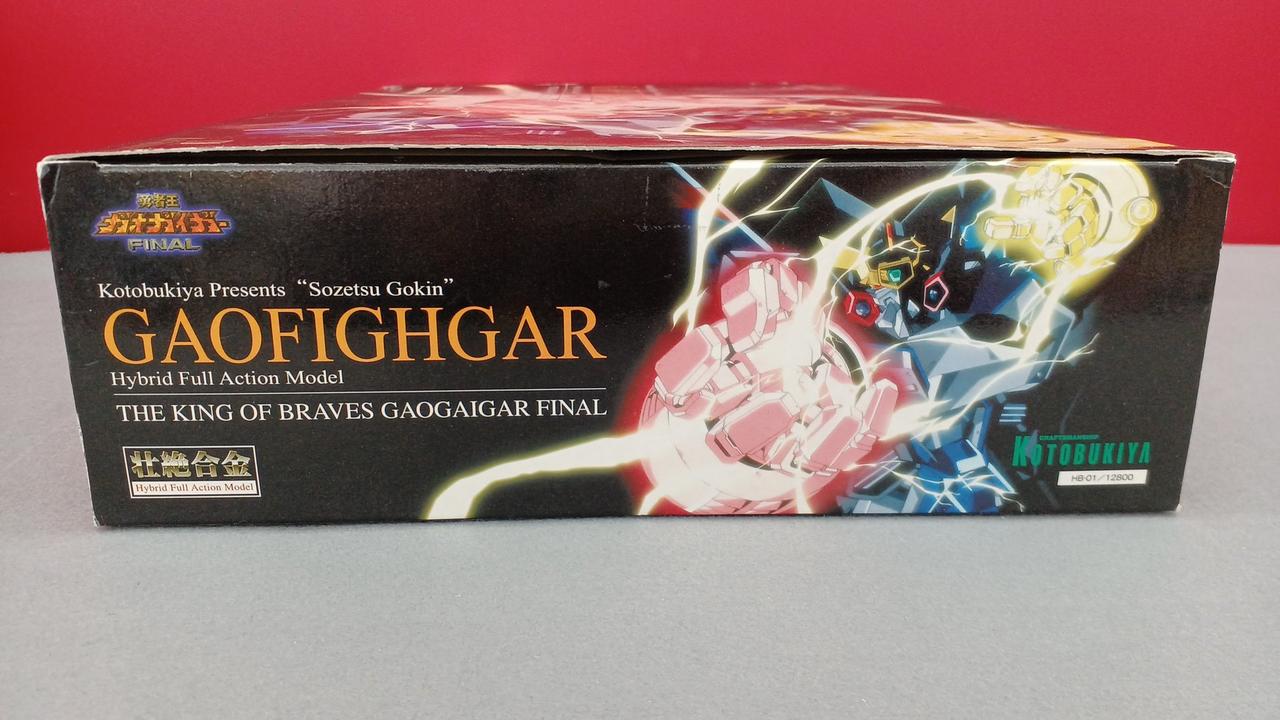 勇者王
ガオガイガー
FINAL
Kotobukiya Presents “Sozetsu Gokin”
GAOFIGHGAR
Hybrid Full Action Model
THE KING OF BRAVES GAOGAIGAR FINAL
壮絶合金
Hybrid Full Action Model
CRAFTSMANSHIP
KOTOBUKIYA
HB-01/12800